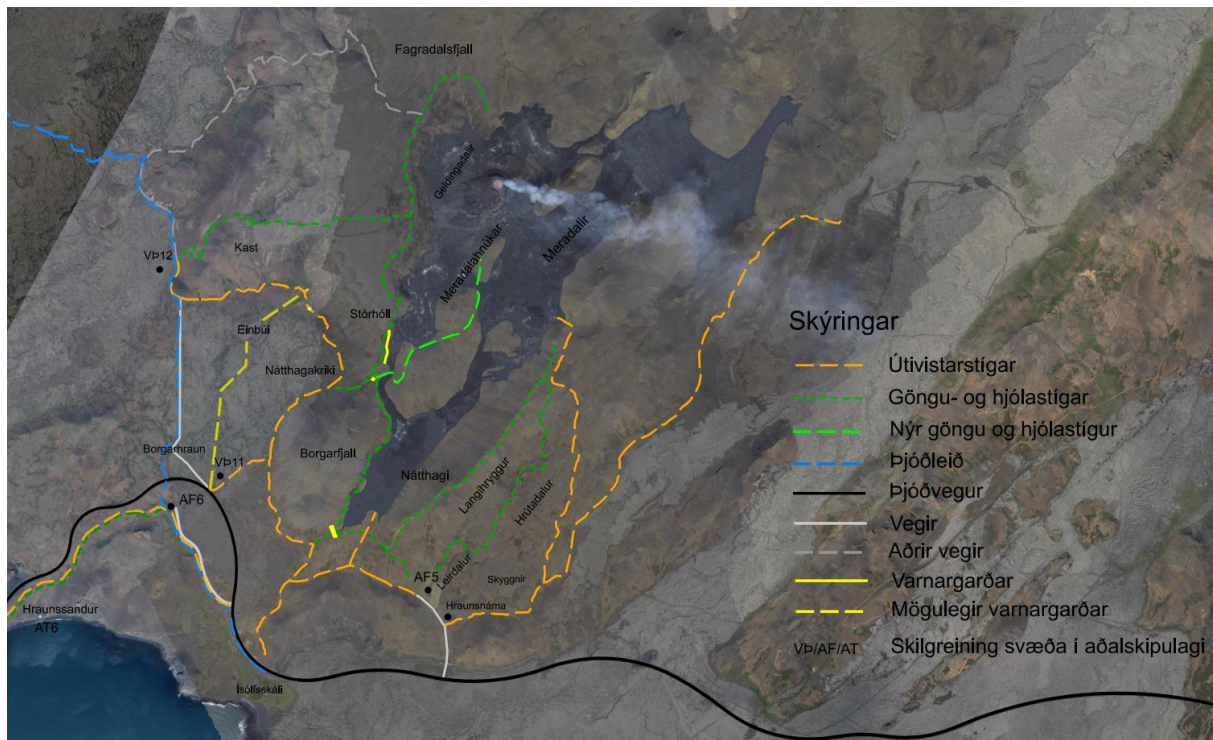 Fagradalsfjall
Geldingadalir
Kast
VÞ12
Meradalahnúkar
Meradalir
Stórhóll
Einbúi
Nátthagakriki
Borgarhraun
VÞ11
Borgarfjall
Nátthagi
Langihryggur
Hrútadalur
AF6
AF5
Leirdalur
Skyggnir
Hraunsnáma
Hraunssandur
AT6
Ísólfsskáli
Skýringar
Útivistarstígar
Göngu- og hjólastígar
Nýr göngu og hjólastígur
Þjóðleið
Þjóðvegur
Vegir
Aðrir vegir
Varnargarðar
Mögulegir varnargarðar
VÞ/AF/AT Skilgreining svæða í aðalskipulagi